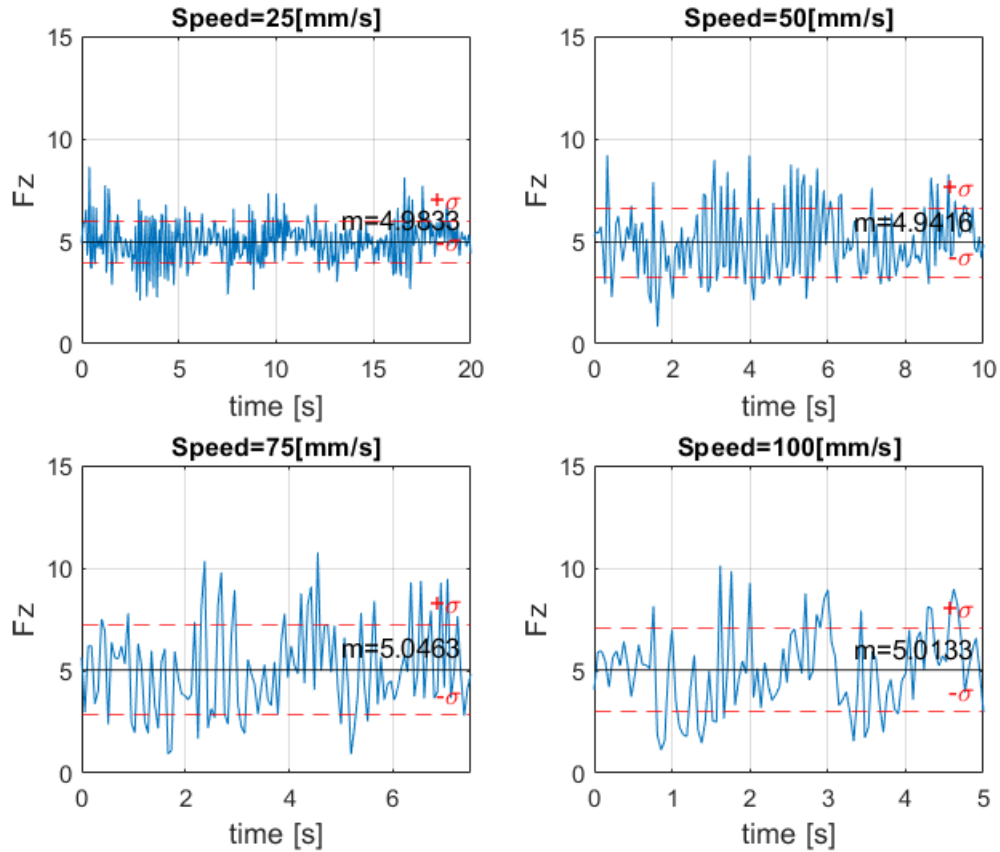 Speed=25[mm/s]
15
10
5
0
Fz
+σ
m=4.9833
-σ
0 5 10 15 20
time [s]
Speed=50[mm/s]
15
10
5
0
Fz
+σ
m=4.9416
-σ
0 2 4 6 8 10
time [s]
Speed=75[mm/s]
15
10
5
0
Fz
+σ
m=5.0463
-σ
0 2 4 6
time [s]
Speed=100[mm/s]
15
10
5
0
Fz
+σ
m=5.0133
-σ
0 1 2 3 4 5
time [s]